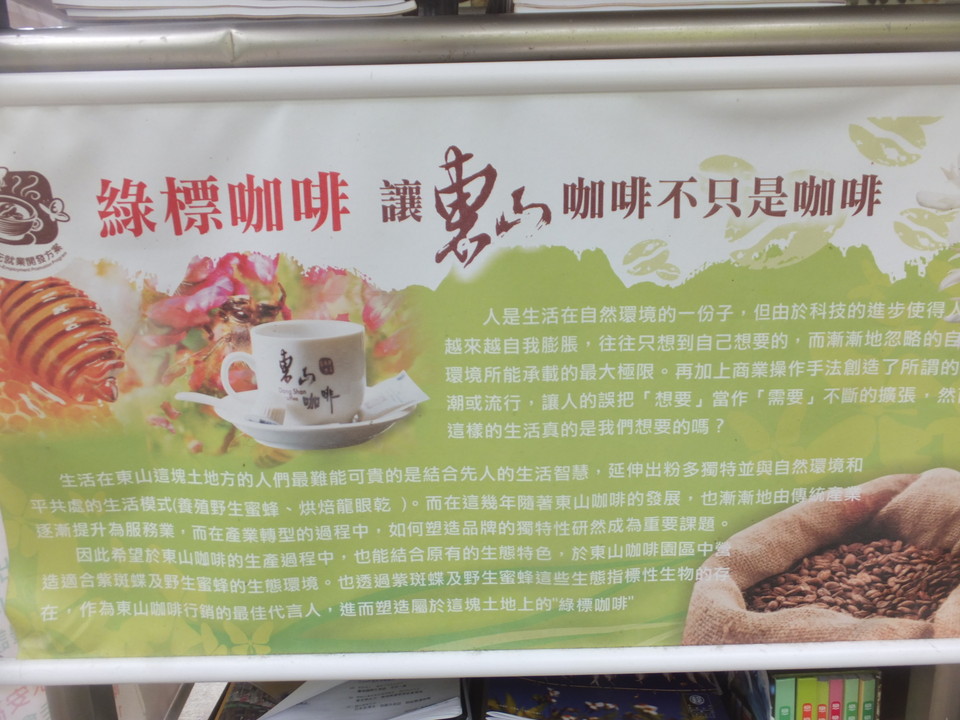 綠標咖啡 讓東山咖啡不只是咖啡
就業開發方案
東山
咖啡
人是生活在自然環境的一份子，但由於科技的進步使得人
越來越自我膨脹，往往只想到自己想要的，而漸漸地忽略的自
環境所能承載的最大極限。再加上商業操作手法創造了所謂的
潮或流行，讓人的誤把「想要」當作「需要」不斷的擴張，然
這樣的生活真的是我們想要的嗎？
生活在東山這塊土地方的人們最難能可貴的是結合先人的生活智慧，延伸出粉多獨特並與自然環境和
平共處的生活模式(養殖野生蜜蜂、烘焙龍眼乾 )。而在這幾年隨著東山咖啡的發展，也漸漸地由傳統產業
逐漸提升為服務業，而在產業轉型的過程中，如何塑造品牌的獨特性研然成為重要課題。
因此希望於東山咖啡的生產過程中，也能結合原有的生態特色，於東山咖啡園區中營
造適合紫斑蝶及野生蜜蜂的生態環境。也透過紫斑蝶及野生蜜蜂這些生態指標性生物的存
在，作為東山咖啡行銷的最佳代言人，進而塑造屬於這塊土地上的"綠標咖啡"